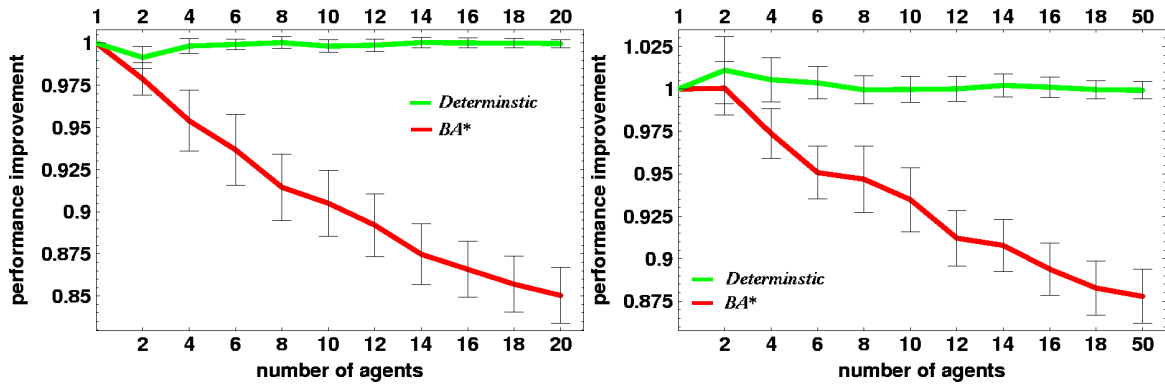 1 2 4 6 8 10 12 14 16 18 20
1
0.975
0.95
0.925
0.9
0.875
0.85
performance improvement
Determinstic
BA*
2 4 6 8 10 12 14 16 18 20
number of agents
1 2 4 6 8 10 12 14 16 18 50
1.025
1
0.975
0.95
0.925
0.9
0.875
performance improvement
Determinstic
BA*
2 4 6 8 10 12 14 16 18 50
number of agents